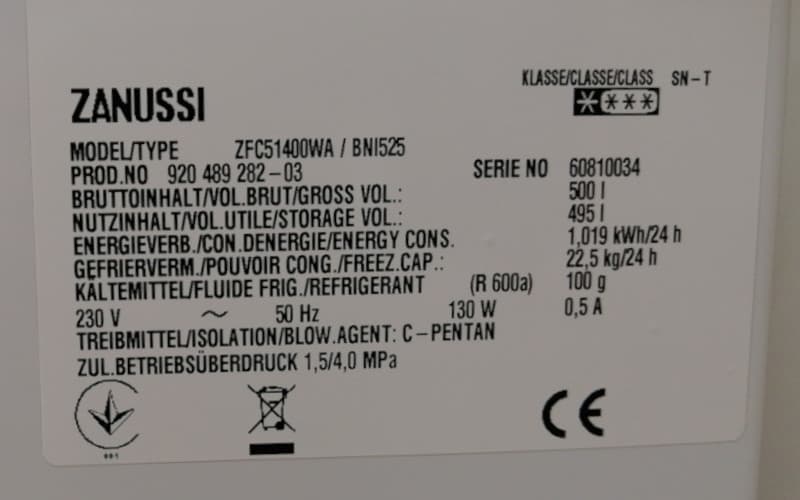 KLASSE/CLASSE/CLASS SN-T
ZANUSSI
MODEL/TYPE ZFC51400WA / BNI525
PROD.NO 920 489 282-03 SERIE NO 60810034
BRUTTOINHALT/VOL.BRUT/GROSS VOL.: 500 l
NUTZINHALT/VOL.UTILE/STORAGE VOL.: 495 l
ENERGIEVERB./CON.DENERGIE/ENERGY CONS. 1,019 kWh/24 h
GEFRIERVERM./POUVOIR CONG./FREEZ.CAP.: 22,5 kg/24 h
KÄLTEMITTEL/FLUIDE FRIG./REFRIGERANT (R 600a) 100 g
230 V ~ 50 Hz 130 W 0,5 A
TREIBMITTEL/ISOLATION/BLOW.AGENT: C-PENTAN
ZUL.BETRIEBSÜBERDRUCK 1,5/4,0 MPa
CE